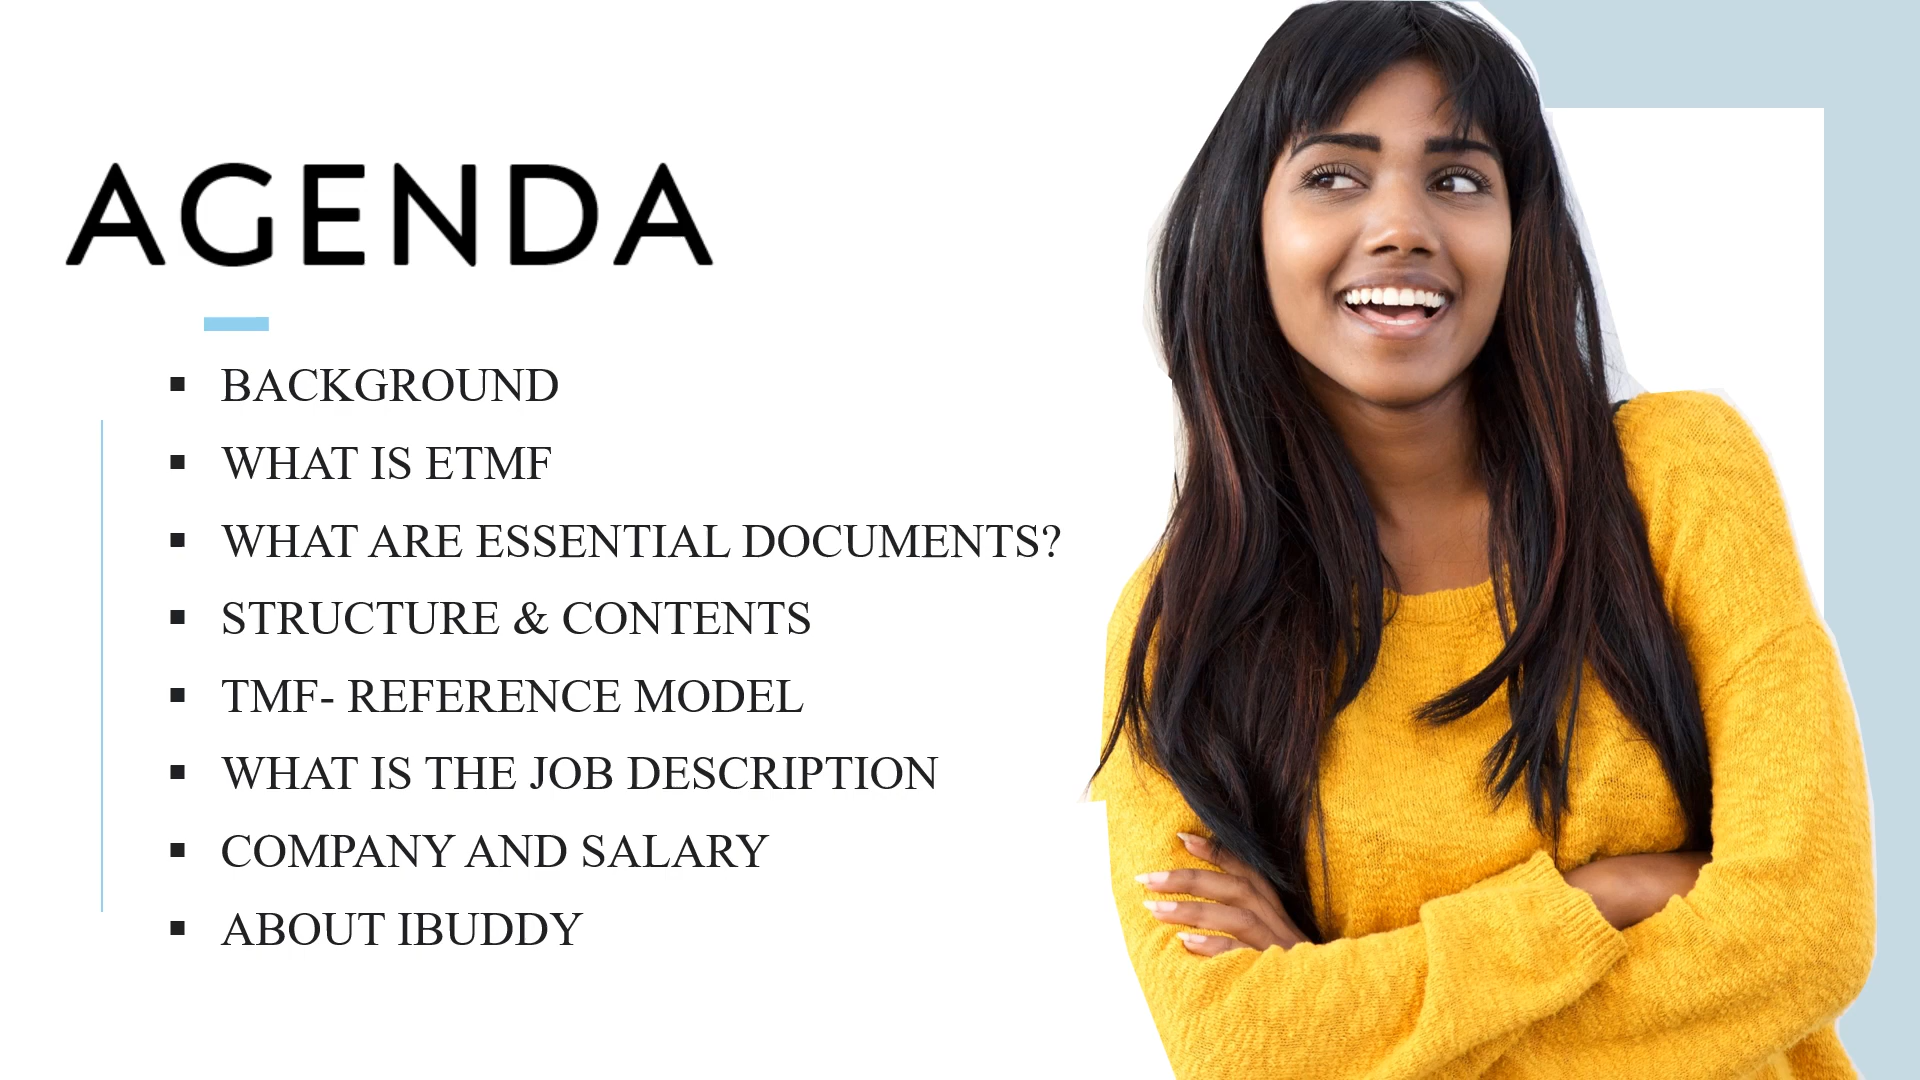 AGENDA
▪ BACKGROUND
▪ WHAT IS ETMF
▪ WHAT ARE ESSENTIAL DOCUMENTS?
▪ STRUCTURE & CONTENTS
▪ TMF- REFERENCE MODEL
▪ WHAT IS THE JOB DESCRIPTION
▪ COMPANY AND SALARY
▪ ABOUT IBUDDY